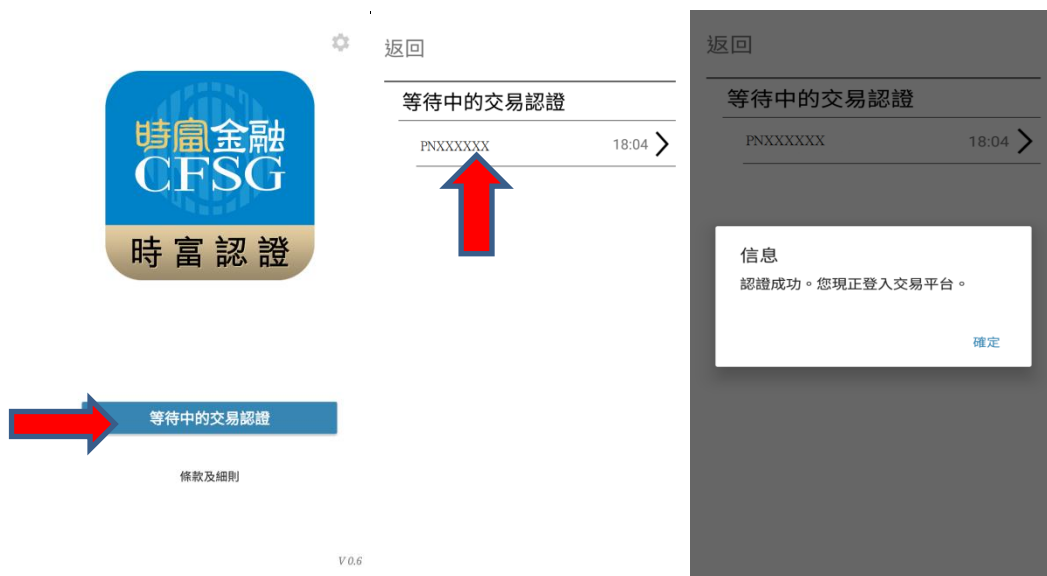 時富金融
CFSG
時富認證
等待中的交易認證
條款及細則
V 0.6
返回
等待中的交易認證
PNXXXXXX 18:04
返回
等待中的交易認證
PNXXXXXX 18:04
信息
認證成功。您現正登入交易平台。
確定